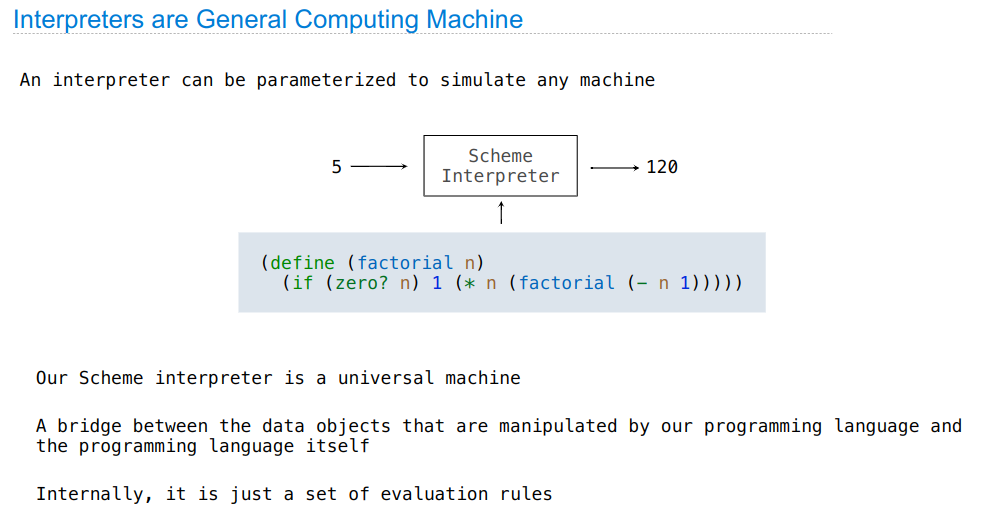 Interpreters are General Computing Machine
An interpreter can be parameterized to simulate any machine
5
Scheme
Interpreter
120
(define (factorial n)
(if (zero? n) 1 (* n (factorial (- n 1)))))
Our Scheme interpreter is a universal machine
A bridge between the data objects that are manipulated by our programming language and
the programming language itself
Internally, it is just a set of evaluation rules